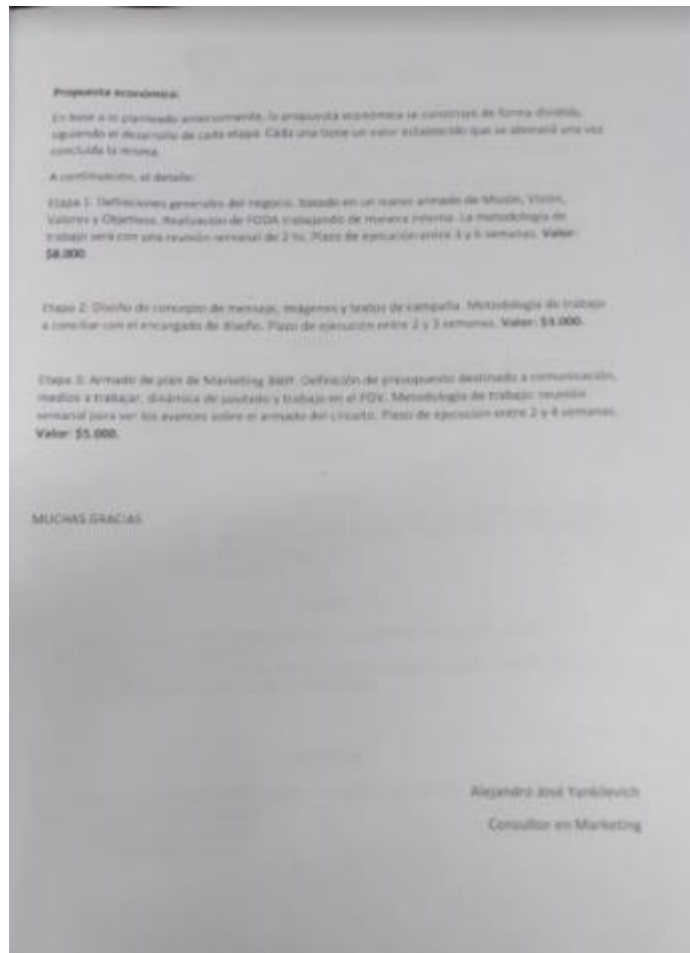 Propuesta económica:
En base a lo planteado anteriormente, la propuesta económica se construye de forma dividida,
siguiendo el desarrollo de cada etapa. Cada una tiene un valor establecido que se abonará una vez
concluida la misma.
A continuación, el detalle:
Etapa 1: Definiciones generales del negocio, basado en un nuevo armado de Misión, Visión,
Valores y Objetivos. Realización de FODA trabajando de manera interna. La metodología de
trabajo será con una reunión semanal de 2 hs. Plazo de ejecución entre 3 y 6 semanas. Valor:
$8.000.
Etapa 2: Diseño de concepto de mensaje, imágenes y textos de campaña. Metodología de trabajo
a conciliar con el encargado de diseño. Plazo de ejecución entre 2 y 3 semanas. Valor:
Etapa 3: Armado de plan de Marketing 360º. Definición de presupuesto destinado a comunicación,
medios a trabajar, dinámica de pautado y trabajo en el PDV. Metodología de trabajo: reunión
semanal para ver los avances sobre el armado del circuito. Plazo de ejecución entre 2 y 4 semanas.
Valor: $5.000.
MUCHAS GRACIAS
Alejandro José Yankilevich
Consultor en Marketing